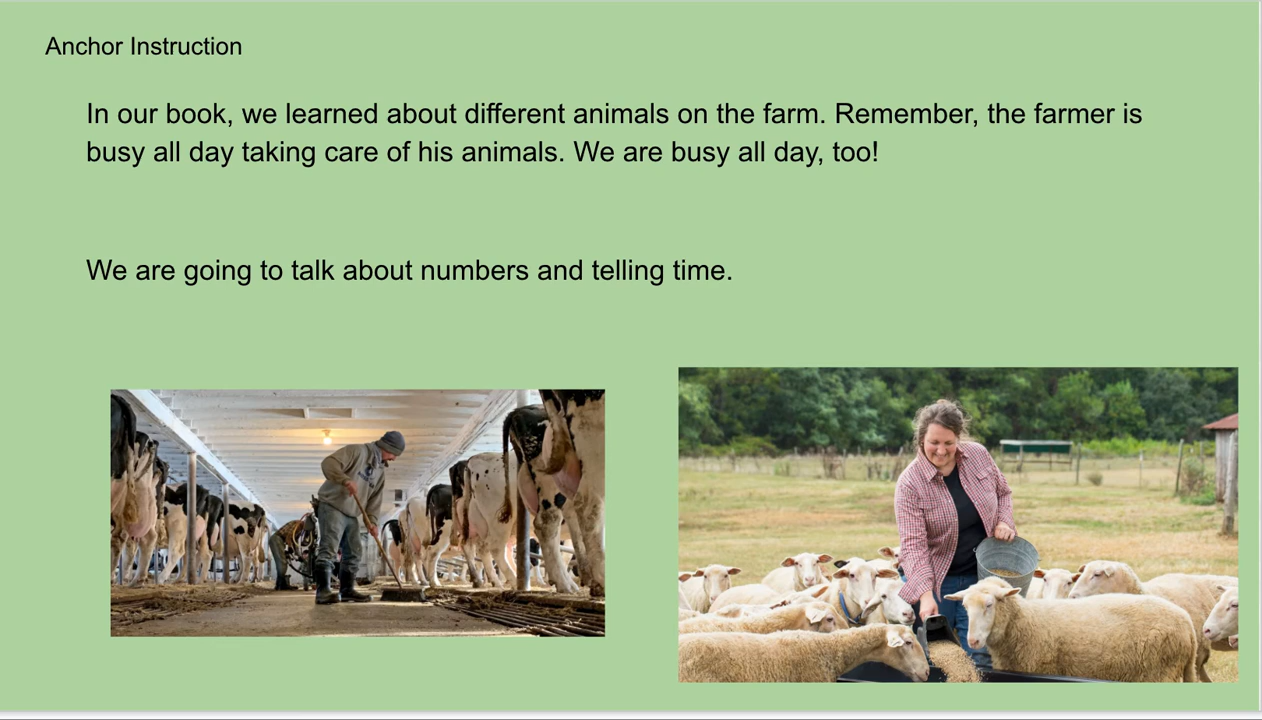 Anchor Instruction
In our book, we learned about different animals on the farm. Remember, the farmer is
busy all day taking care of his animals. We are busy all day, too!
We are going to talk about numbers and telling time.